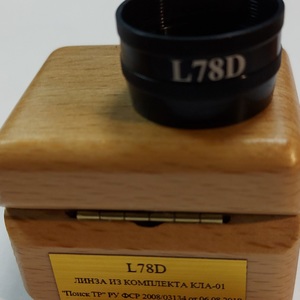 L78D
L78D
ЛИНЗА ИЗ КОМПЛЕКТА КЛА-01
"Поиск ТР" РУ ФСР 2008/03134 от 06.08.2010